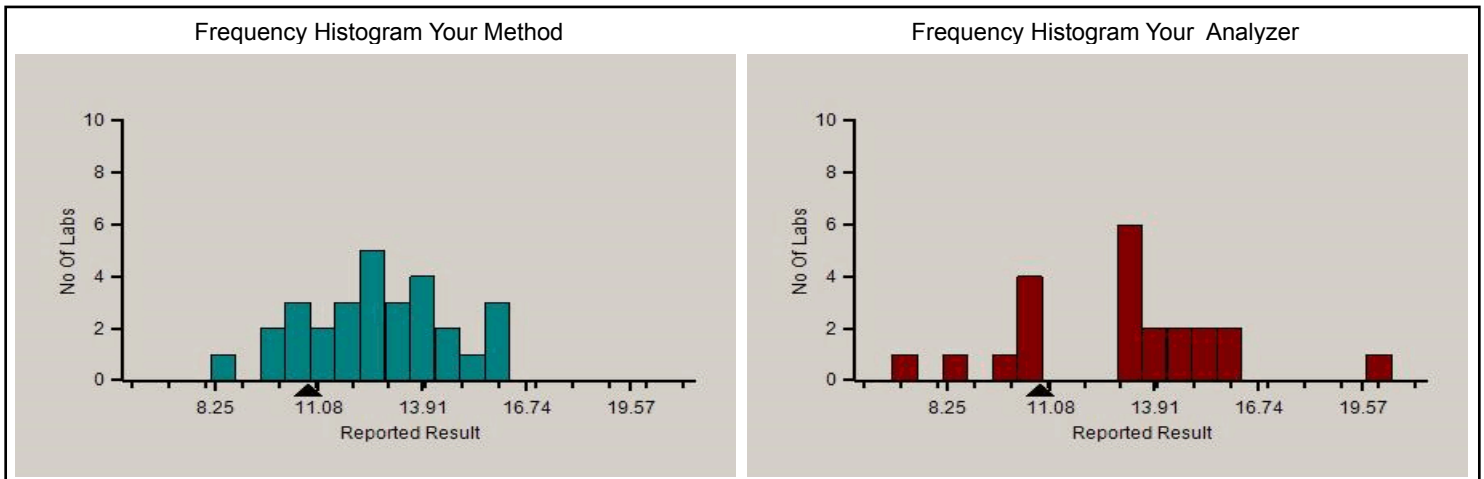 Frequency Histogram Your Method
10
8
6
4
2
0
No Of Labs
8.25 11.08 13.91 16.74 19.57
Reported Result
Frequency Histogram Your Analyzer
10
8
6
4
2
0
No Of Labs
8.25 11.08 13.91 16.74 19.57
Reported Result